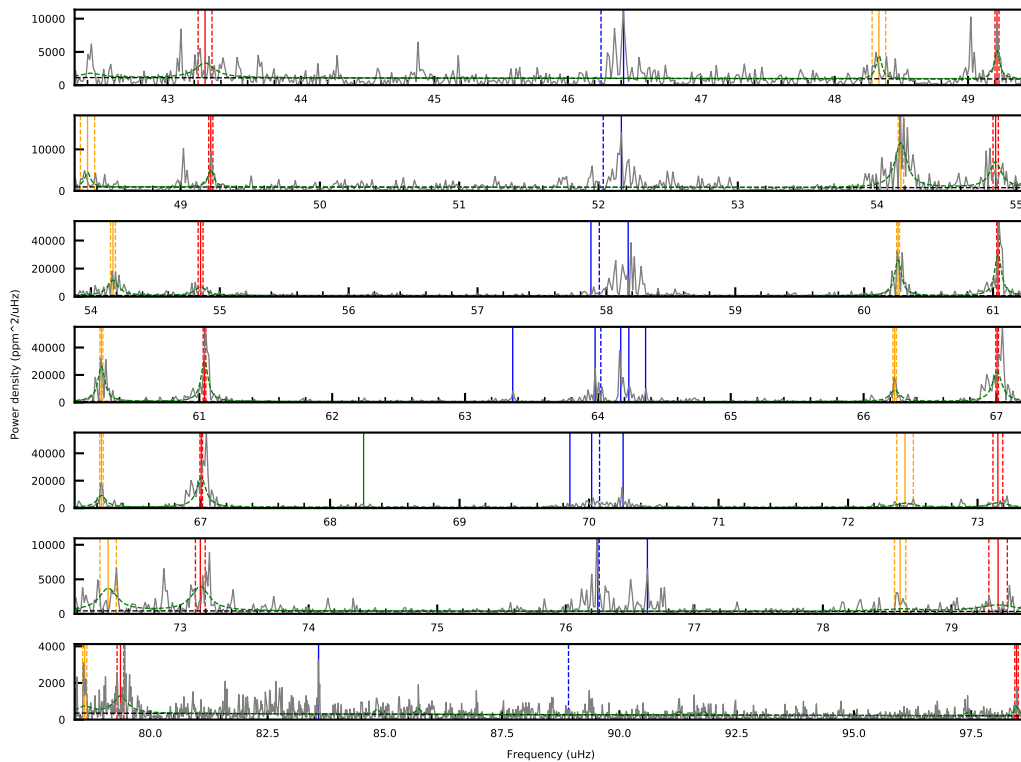 10000
5000
0
43 44 45 46 47 48 49
10000
0
49 50 51 52 53 54 55
40000
20000
0
54 55 56 57 58 59 60 61
Power density (ppm^2/uHz)
40000
20000
0
61 62 63 64 65 66 67
40000
20000
0
67 68 69 70 71 72 73
10000
5000
0
73 74 75 76 77 78 79
4000
2000
0
80.0 82.5 85.0 87.5 90.0 92.5 95.0 97.5
Frequency (uHz)